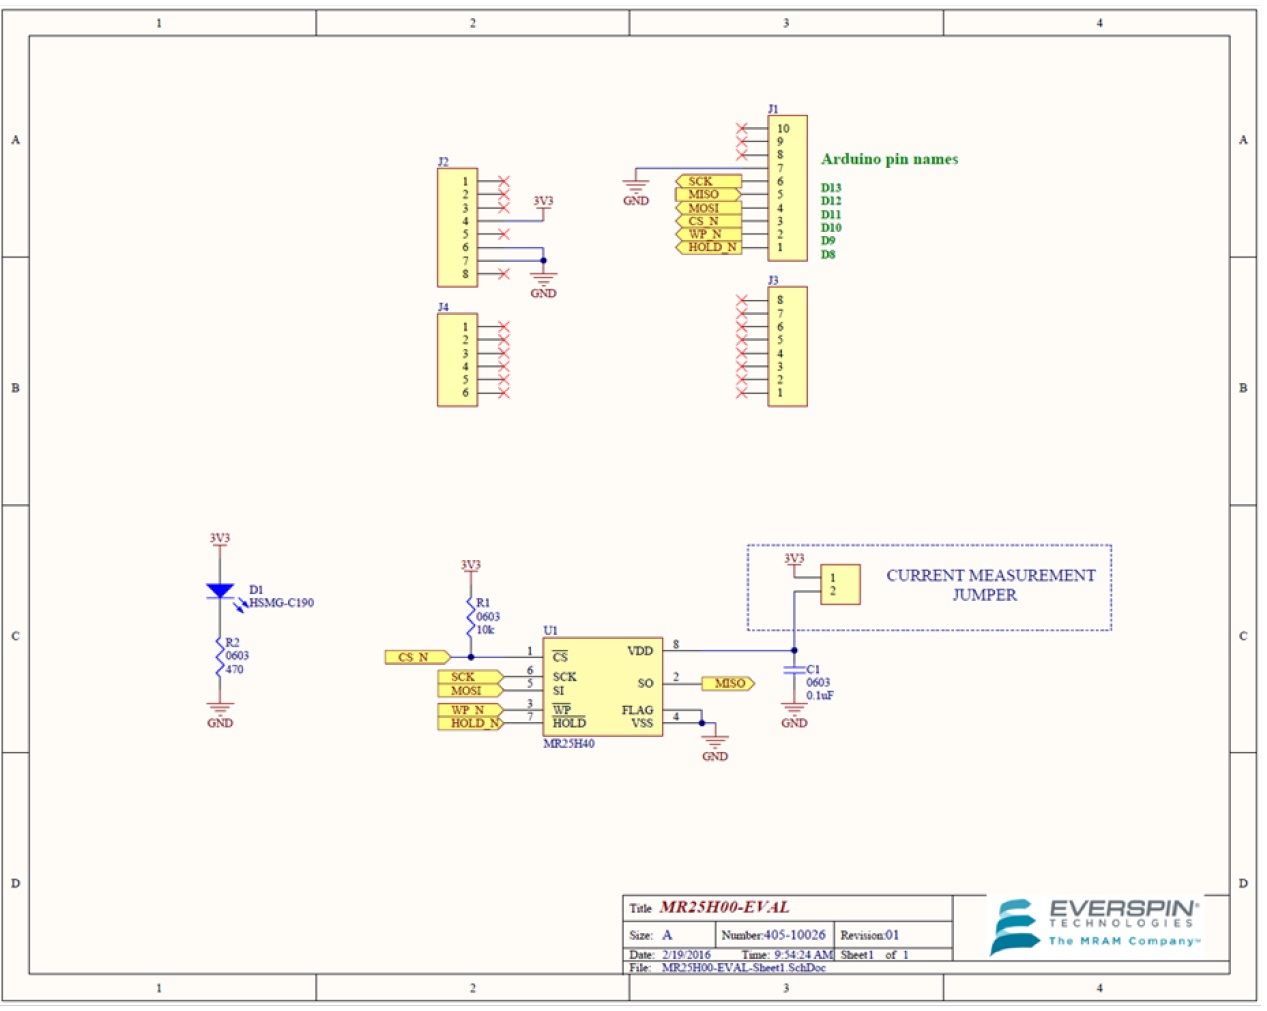 1 2 3 4
A
J2
1
2
3
4
5
6
7
8
3V3
GND
J1
10
9
8
7
6
5
4
3
2
1
GND
SCK
MISO
MOSI
CS_N
WP_N
HOLD_N
Arduino pin names
D13
D12
D11
D10
D9
D8
A
B
J4
1
2
3
4
5
6
J3
8
7
6
5
4
3
2
1
B
C
3V3
D1
HSMG-C190
R2
0603
470
GND
3V3
R1
0603
10k
CS_N
SCK
MOSI
WP_N
HOLD_N
1
6
5
3
7
U1
CS
SCK
SI
WP
HOLD
VDD
SO
FLAG
VSS
MR25H40
8
2
4
MISO
GND
3V3
1
2
CURRENT MEASUREMENT
JUMPER
C1
0603
0.1uF
GND
C
D
D
Title MR25H00-EVAL
Size: A Number:405-10026 Revision:01
Date: 2/19/2016 Time: 9:54:24 AM Sheet1 of 1
File: MR25H00-EVAL-Sheet1.SchDoc
EVERSPIN®
TECHNOLOGIES
The MRAM Company™
1 2 3 4